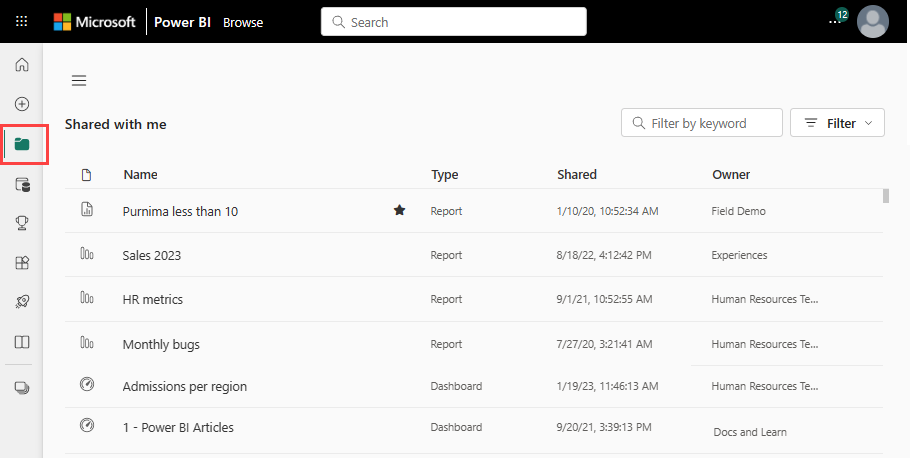 Microsoft Power BI Browse Search 12
Shared with me Filter by keyword Filter
Name Type Shared Owner
Purnima less than 10 Report 1/10/20, 10:52:34 AM Field Demo
Sales 2023 Report 8/18/22, 4:12:42 PM Experiences
HR metrics Report 9/1/21, 10:52:55 AM Human Resources Te...
Monthly bugs Report 7/27/20, 3:21:41 AM Human Resources Te...
Admissions per region Dashboard 1/19/23, 11:46:13 AM Human Resources Te...
1 - Power BI Articles Dashboard 9/20/21, 3:39:13 PM Docs and Learn